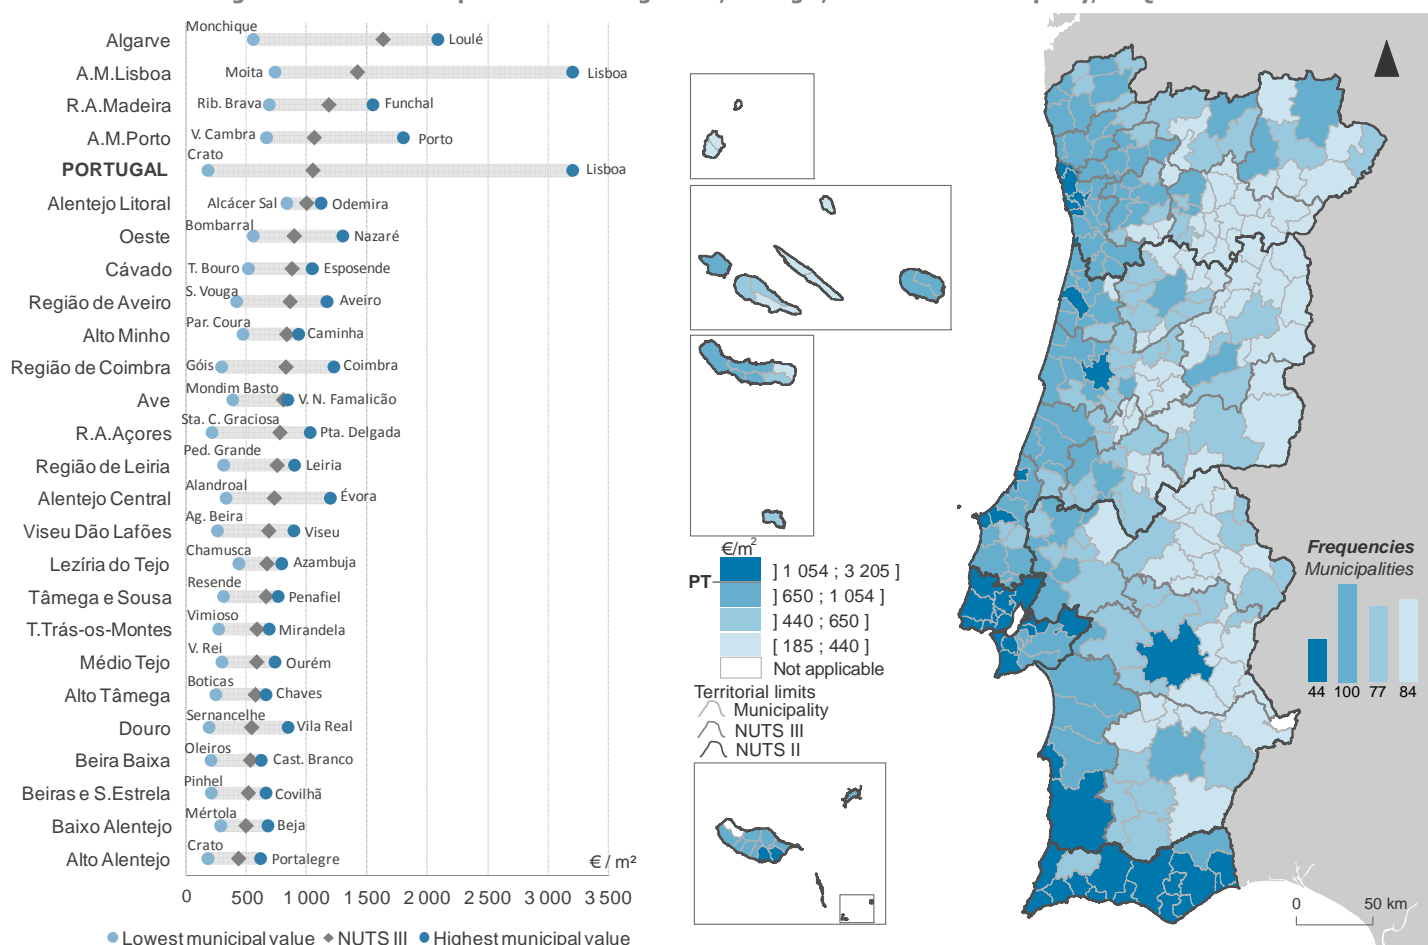 Monchique
Algarve
Loulé
A.M.Lisboa
Moita
Lisboa
R.A.Madeira
Rib. Brava
Funchal
A.M.Porto
V. Cambra
Porto
Crato
PORTUGAL
Lisboa
Alentejo Litoral
Alcácer Sal
Odemira
Bombarral
Oeste
Nazaré
Cávado
T. Bouro
Esposende
S. Vouga
Região de Aveiro
Aveiro
Par. Coura
Alto Minho
Caminha
Região de Coimbra
Góis
Coimbra
Mondim Basto
Ave
V. N. Famalicão
Sta. C. Graciosa
R.A.Açores
Pta. Delgada
Ped. Grande
Região de Leiria
Leiria
Alandroal
Alentejo Central
Évora
Ag. Beira
Viseu Dão Lafões
Viseu
Chamusca
Lezíria do Tejo
Azambuja
Resende
Tâmega e Sousa
Penafiel
Vimioso
T.Trás-os-Montes
Mirandela
V. Rei
Médio Tejo
Ourém
Boticas
Alto Tâmega
Chaves
Sernancelhe
Douro
Vila Real
Oleiros
Beira Baixa
Cast. Branco
Pinhel
Beiras e S.Estrela
Covilhã
Mértola
Baixo Alentejo
Beja
Crato
Alto Alentejo
Portalegre
€ / m²
0 500 1 000 1 500 2 000 2 500 3 000 3 500
Lowest municipal value NUTS III Highest municipal value
€/m²
PT
] 1 054 ; 3 205 ]
] 650 ; 1 054 ]
] 440 ; 650 ]
[ 185 ; 440 ]
Not applicable
Territorial limits
Municipality
NUTS III
NUTS II
Frequencies
Municipalities
44 100 77 84
0 50 km